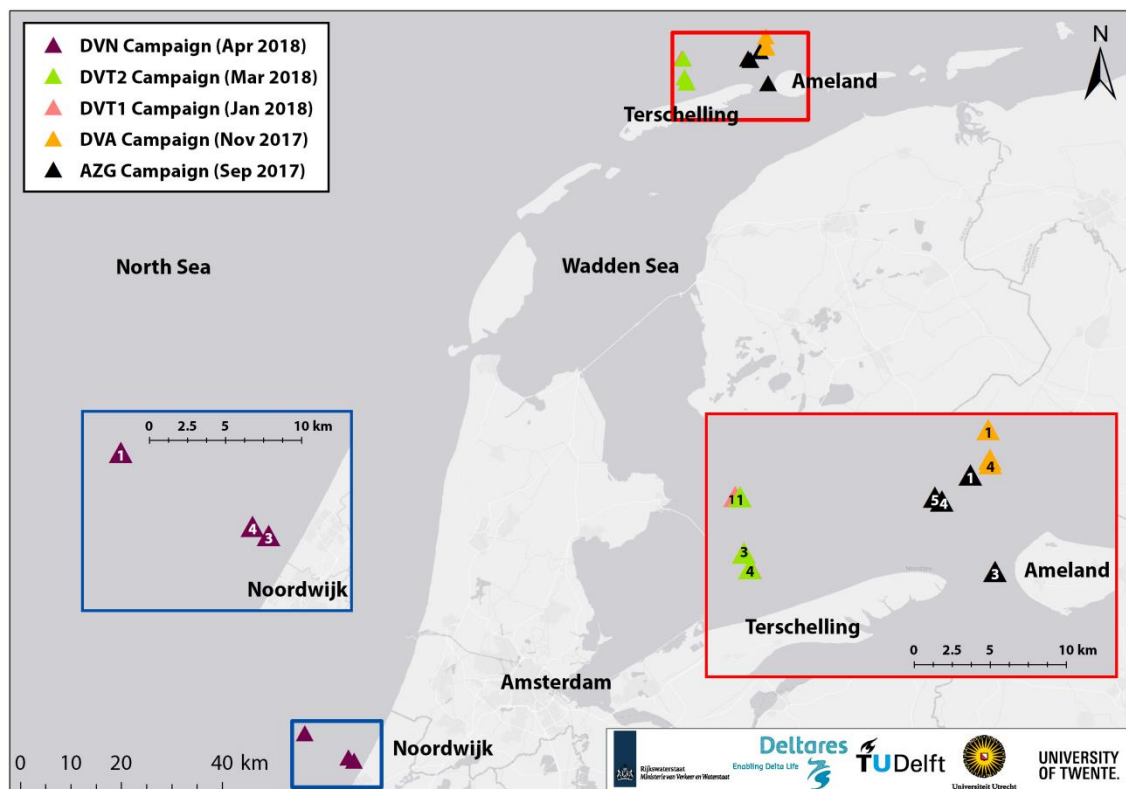 DVN Campaign (Apr 2018)
DVT2 Campaign (Mar 2018)
DVT1 Campaign (Jan 2018)
DVA Campaign (Nov 2017)
AZG Campaign (Sep 2017)
N
Ameland
Terschelling
North Sea
Wadden Sea
0 2.5 5 10 km
1
4
3
Noordwijk
1
4
1
5 4
1 1
3
4
3
Ameland
Terschelling
0 2.5 5 10 km
Amsterdam
Noordwijk
0 10 20 40 km
Rijkswaterstaat
Ministerie van Verkeer en Waterstaat
Deltares
Enabling Delta Life
TUDelft
Universiteit Utrecht
UNIVERSITY
OF TWENTE.